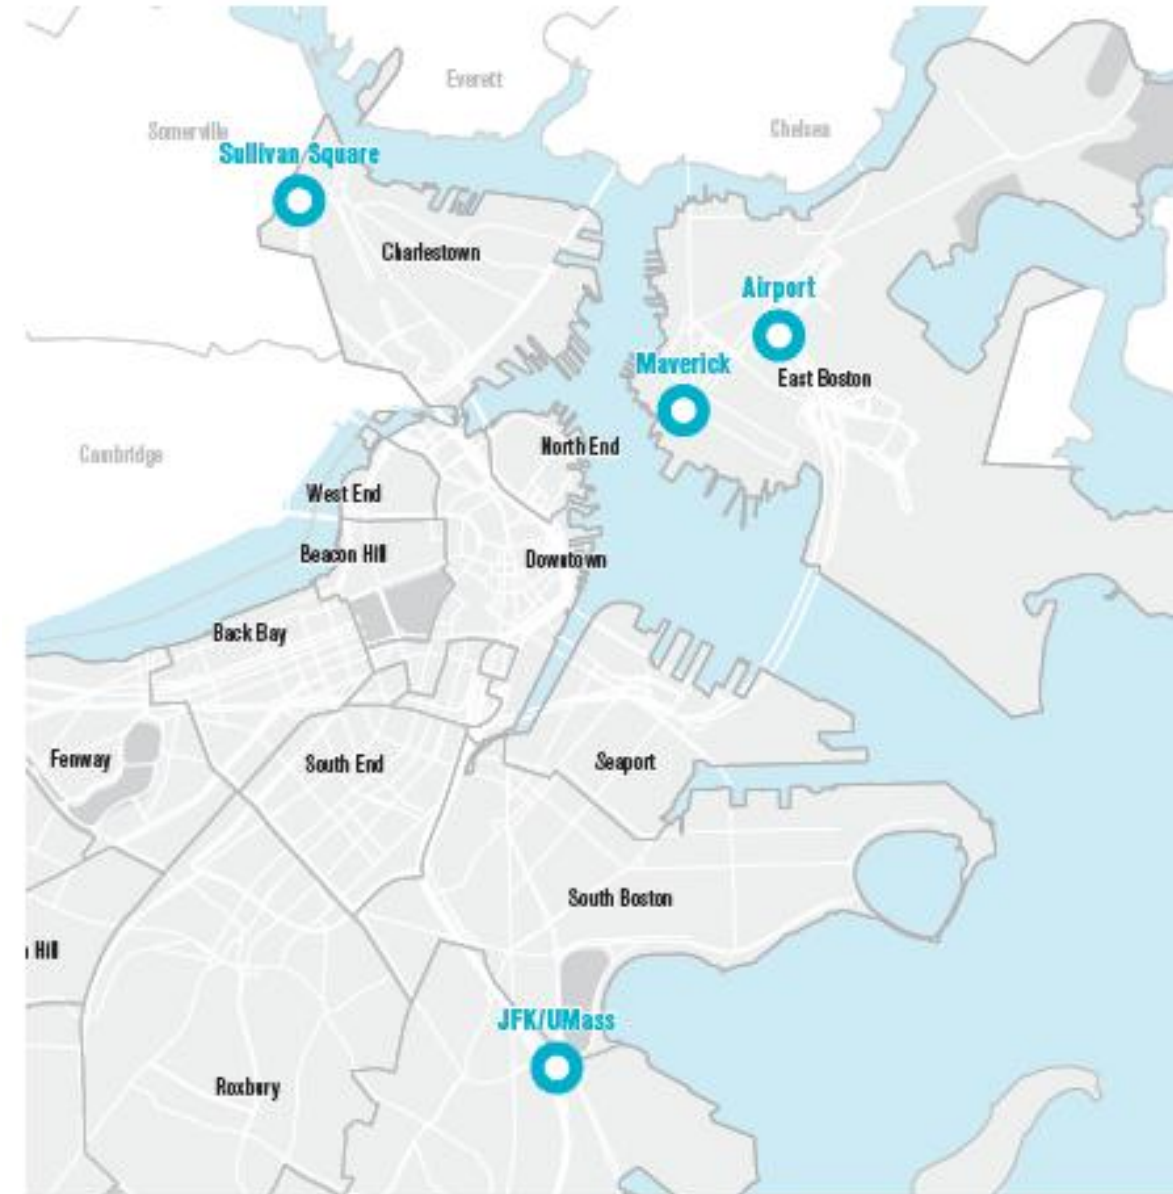 Everett
Somerville
Chelsea
Sullivan Square
Charlestown
Airport
Maverick
East Boston
Cambridge
North End
West End
Beacon Hill
Downtown
Back Bay
Fenway
South End
Seaport
South Boston
Hill
JFK/UMass
Roxbury